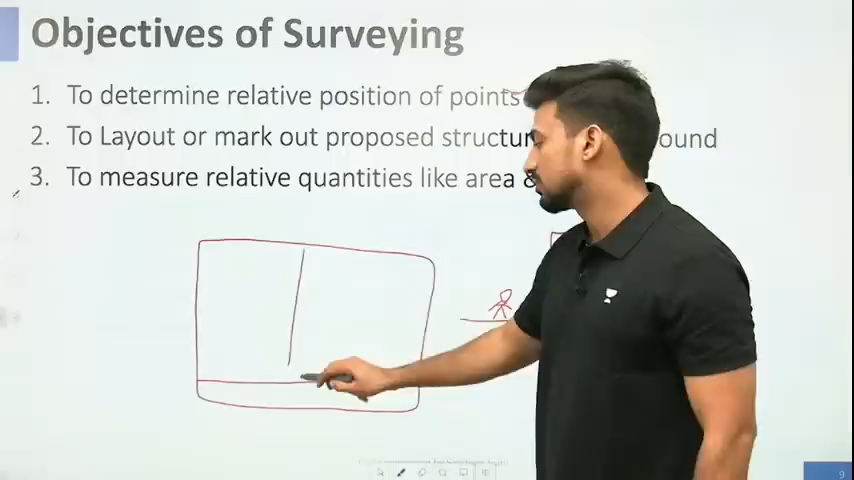 Objectives of Surveying
1. To determine relative position of points
2. To Layout or mark out proposed ound
3. To measure relative quantities like area &
9